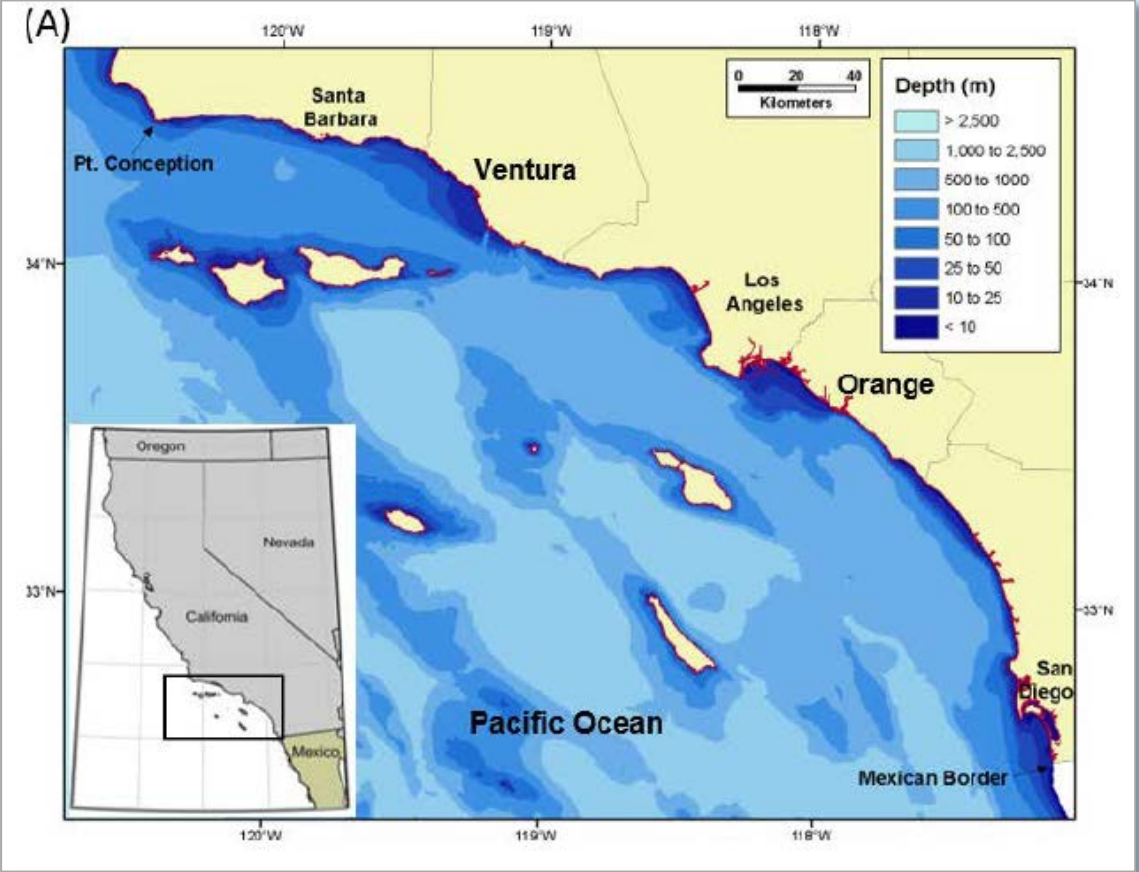 (A)
120°W
119°W
118°W
Santa
Barbara
Pt. Conception
Ventura
0 20 40
Kilometers
Depth (m)
> 2,500
1,000 to 2,500
500 to 1000
100 to 500
50 to 100
25 to 50
10 to 25
< 10
34°N
34°N
Los
Angeles
Orange
Oregon
Nevada
California
Mexico
33°N
33°N
San
Diego
Pacific Ocean
Mexican Border
120°W
119°W
118°W